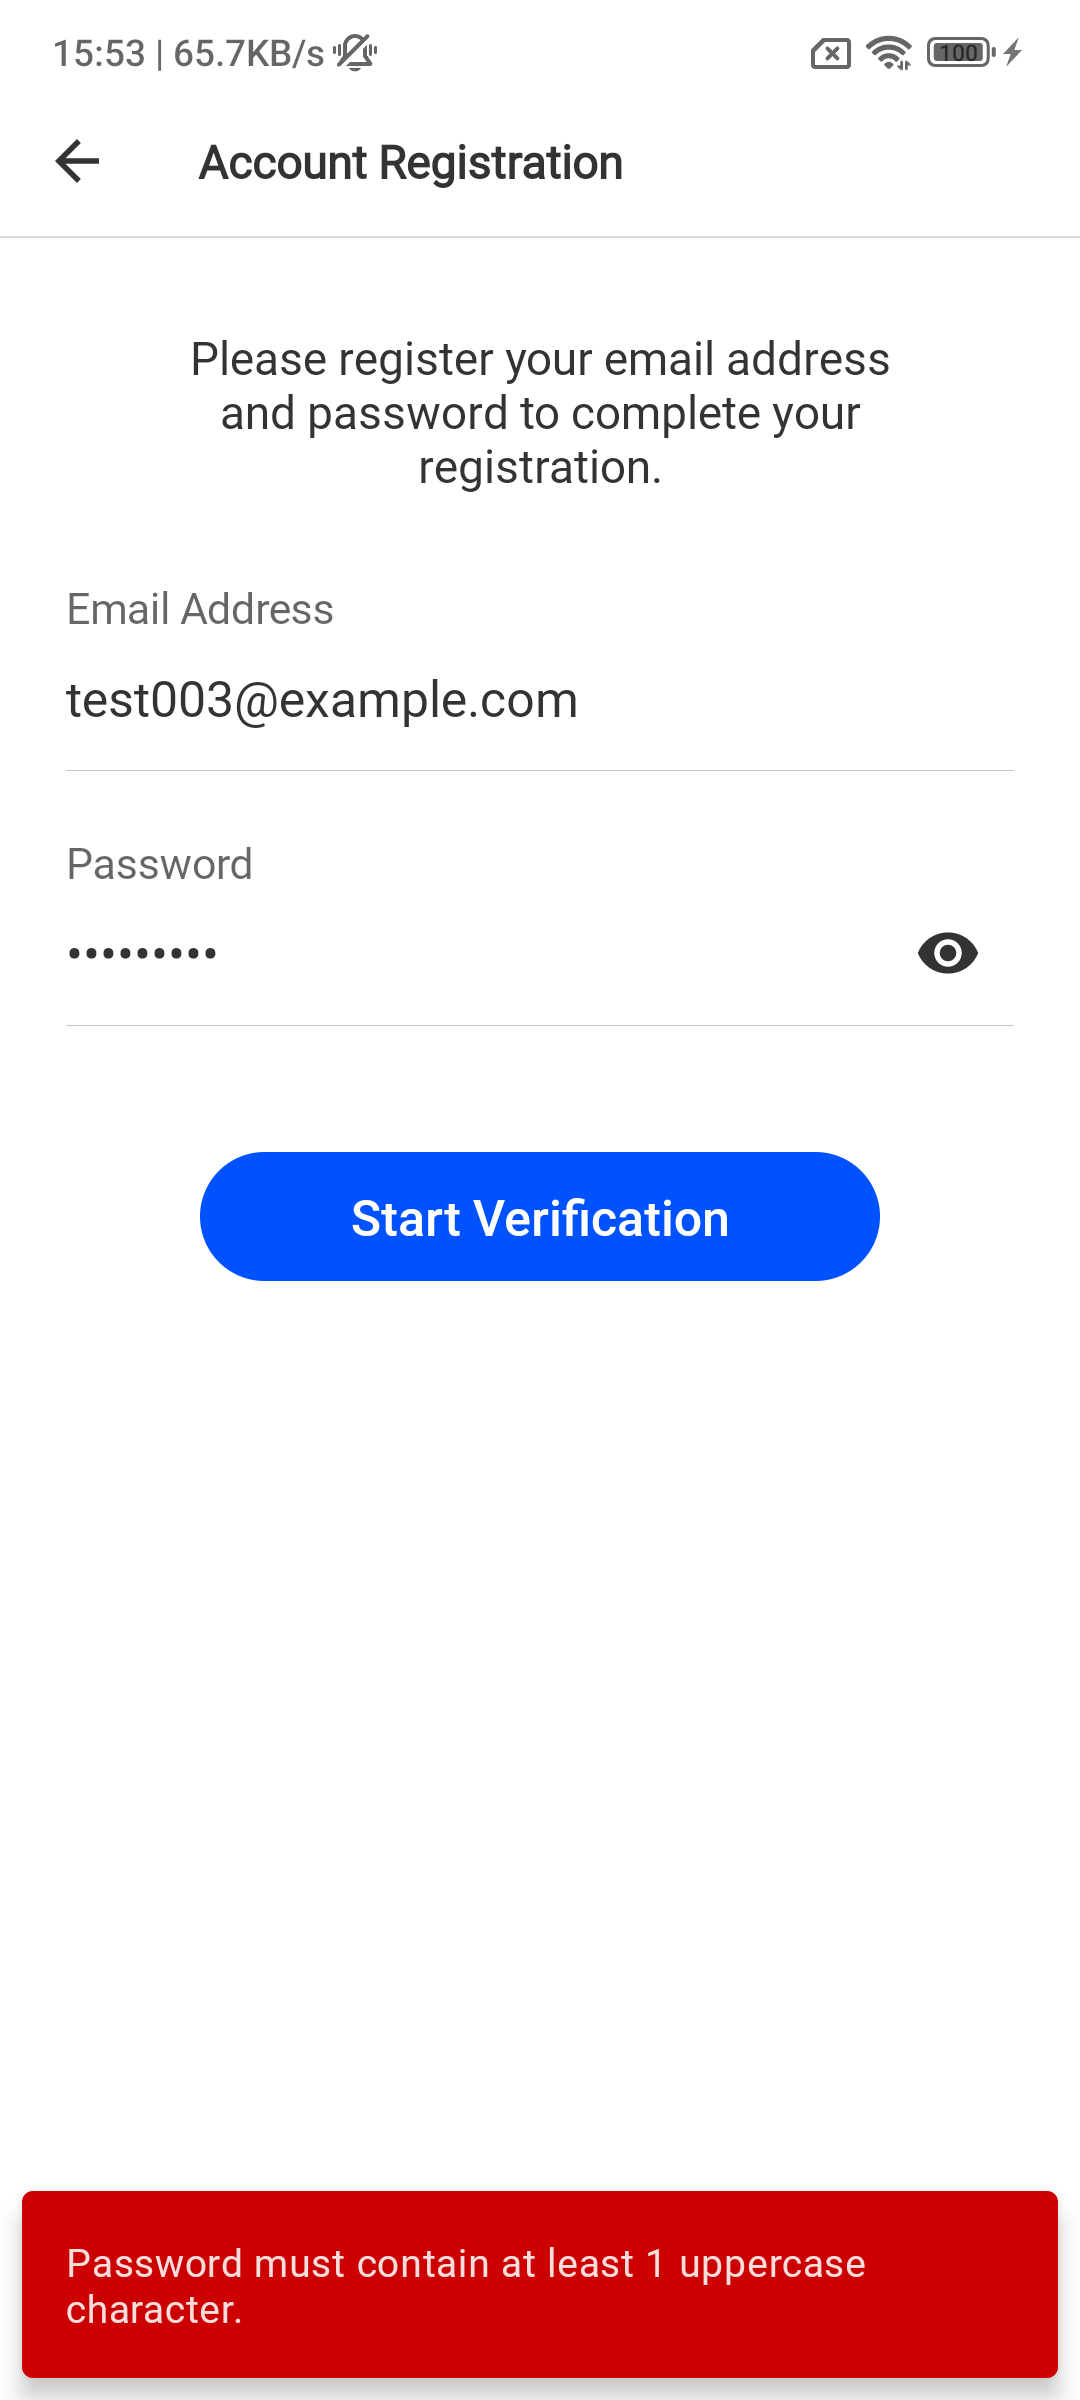 15:53 | 65.7KB/s
100
Account Registration
Please register your email address
and password to complete your
registration.
Email Address
test003@example.com
Password
•••••••••
Start Verification
Password must contain at least 1 uppercase
character.